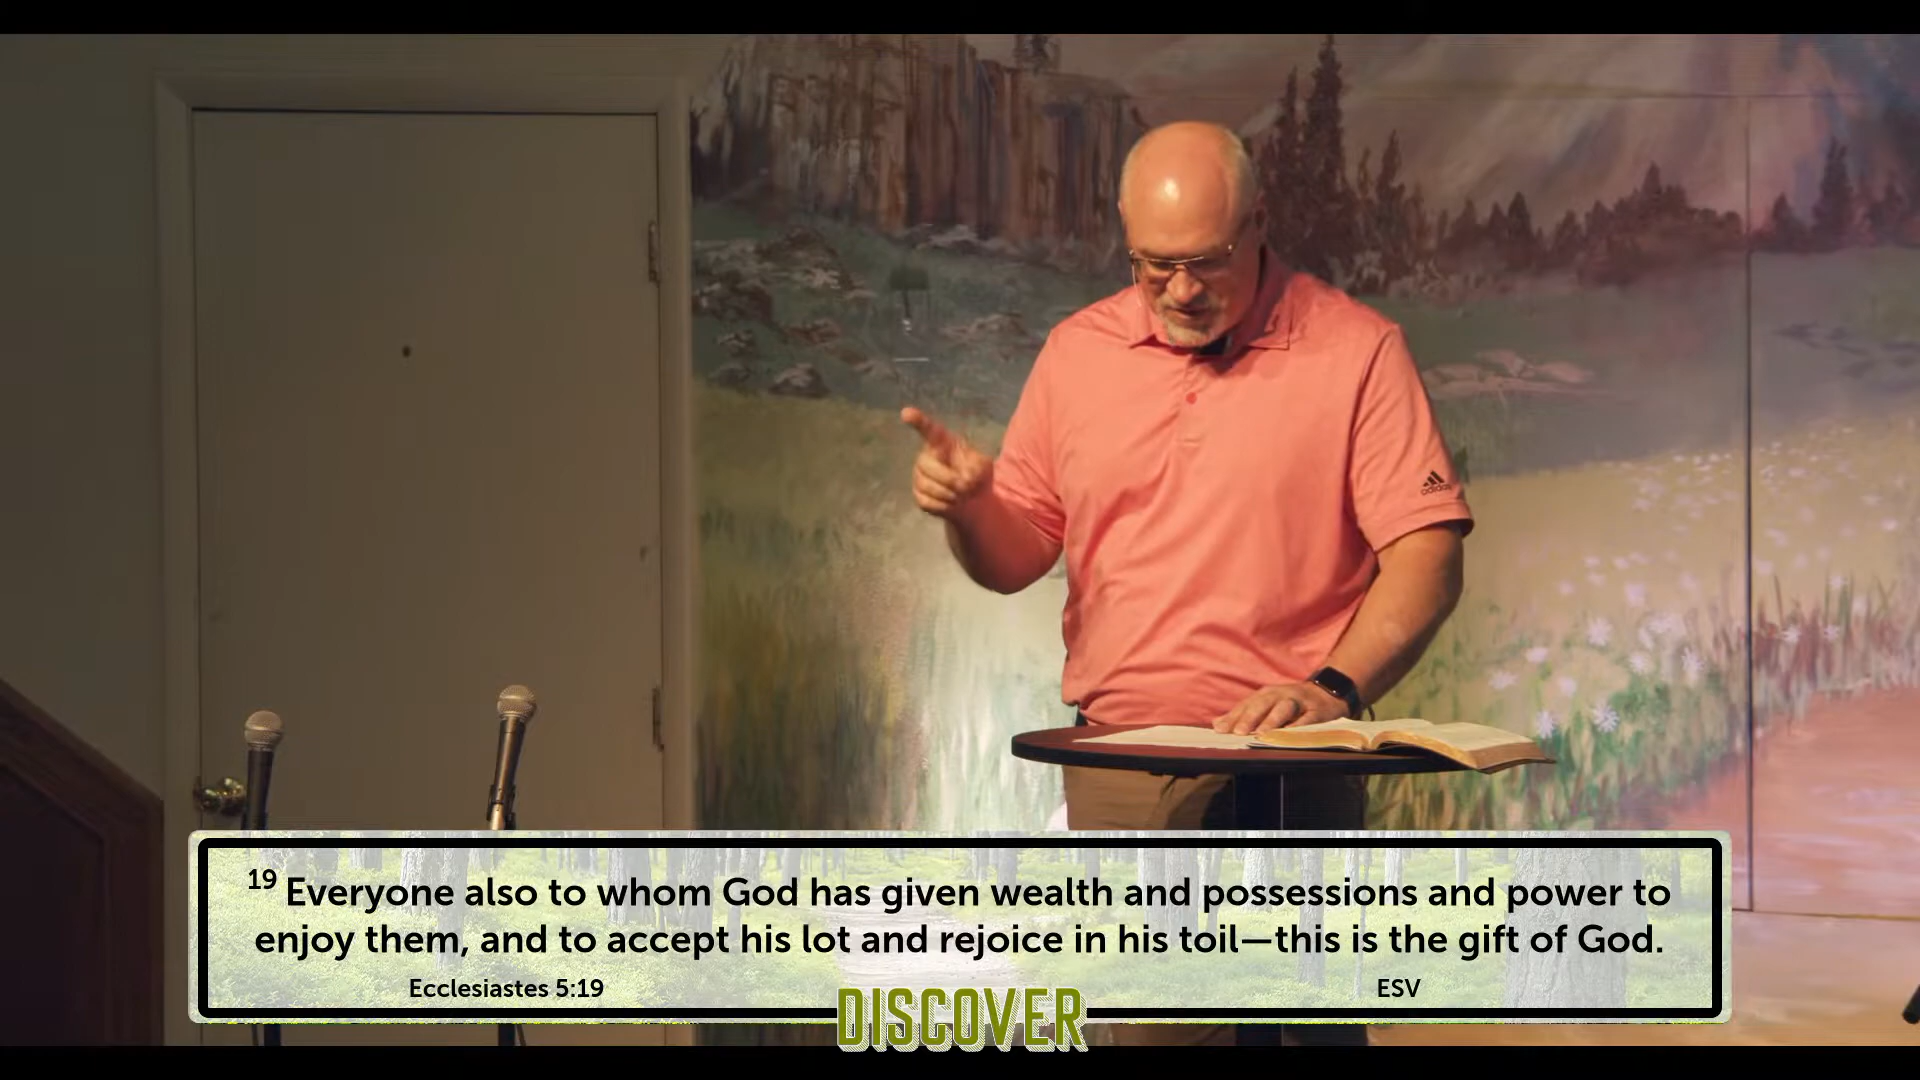 adidas
19 Everyone also to whom God has given wealth and possessions and power to
enjoy them, and to accept his lot and rejoice in his toil—this is the gift of God.
Ecclesiastes 5:19 ESV
DISCOVER